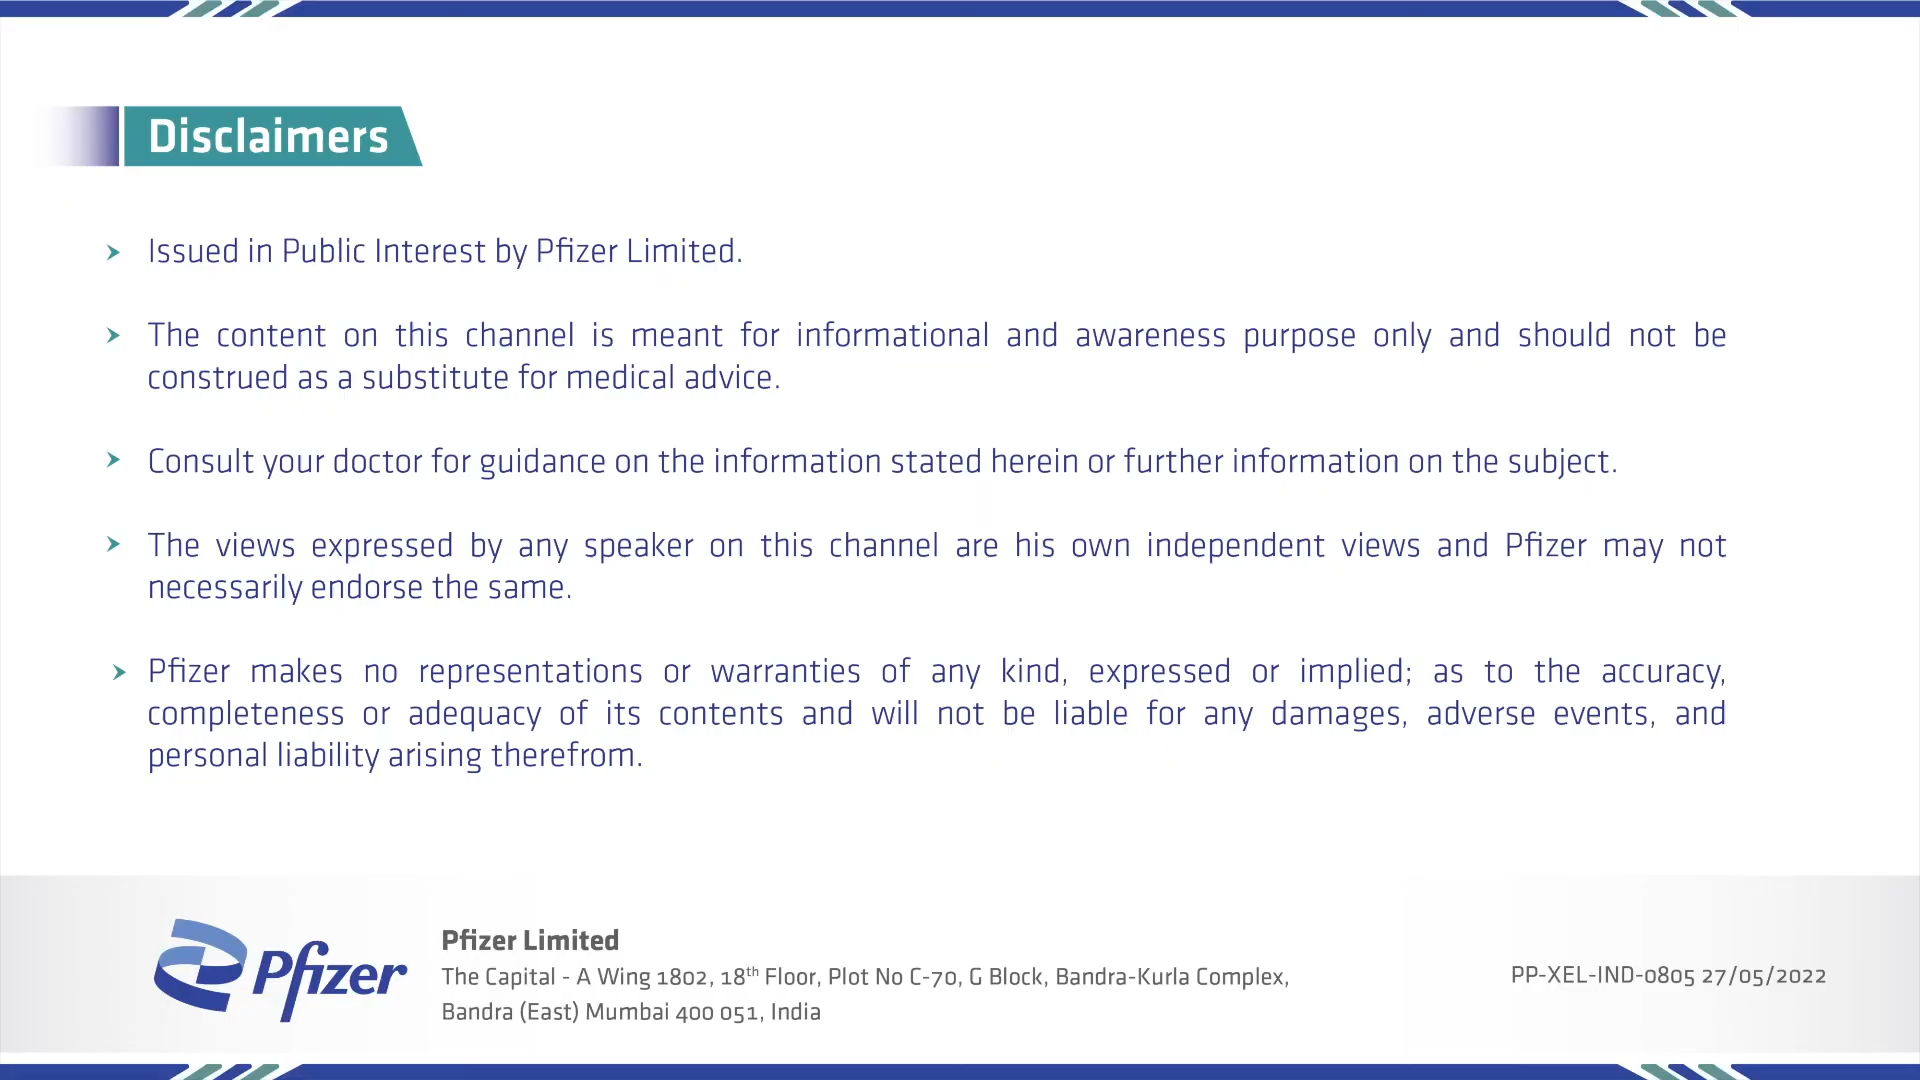 Disclaimers
Issued in Public Interest by Pfizer Limited.
The content on this channel is meant for informational and awareness purpose only and should not be
construed as a substitute for medical advice.
Consult your doctor for guidance on the information stated herein or further information on the subject.
The views expressed by any speaker on this channel are his own independent views and Pfizer may not
necessarily endorse the same.
Pfizer makes no representations or warranties of any kind, expressed or implied; as to the accuracy,
completeness or adequacy of its contents and will not be liable for any damages, adverse events, and
personal liability arising therefrom.
Pfizer
Pfizer Limited
The Capital - A Wing 1802, 18th Floor, Plot No C-70, G Block, Bandra-Kurla Complex,
Bandra (East) Mumbai 400 051, India
PP-XEL-IND-0805 27/05/2022